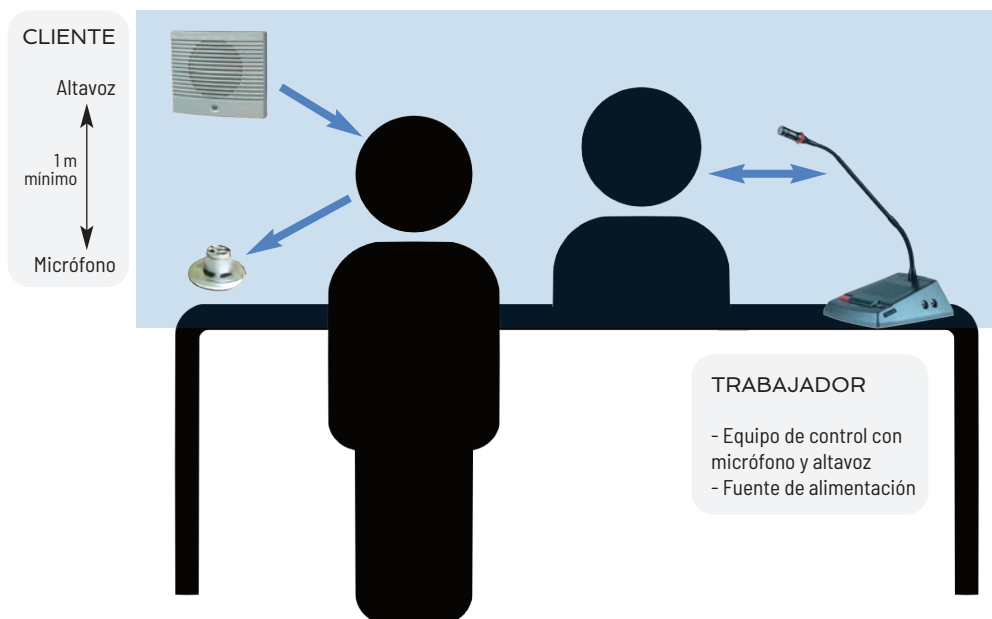 CLIENTE
Altavoz
1 m
mínimo
Micrófono
TRABAJADOR
- Equipo de control con
micrófono y altavoz
- Fuente de alimentación